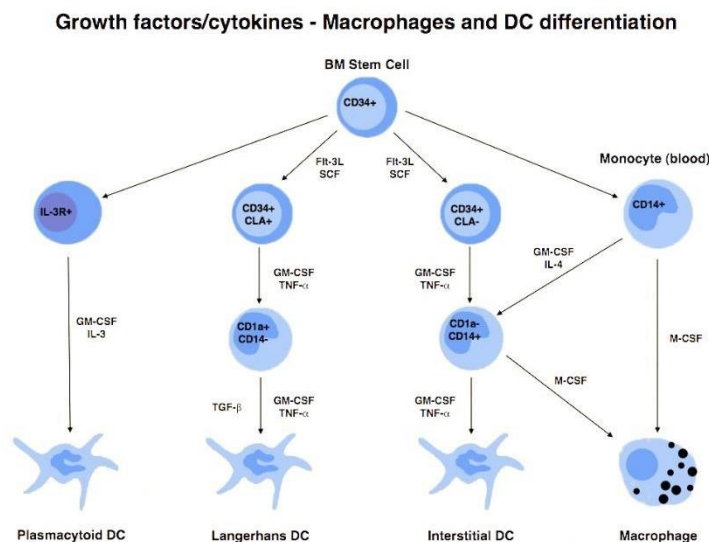 Growth factors/cytokines - Macrophages and DC differentiation
BM Stem Cell
CD34+
Flt-3L
SCF
Flt-3L
SCF
Monocyte (blood)
IL-3R+
CD34+
CLA+
CD34+
CLA-
CD14+
GM-CSF
IL-4
GM-CSF
TNF-α
GM-CSF
TNF-α
GM-CSF
IL-3
CD1a+
CD14-
CD1a-
CD14+
M-CSF
M-CSF
TGF-β
GM-CSF
TNF-α
GM-CSF
TNF-α
Plasmacytoid DC
Langerhans DC
Interstitial DC
Macrophage